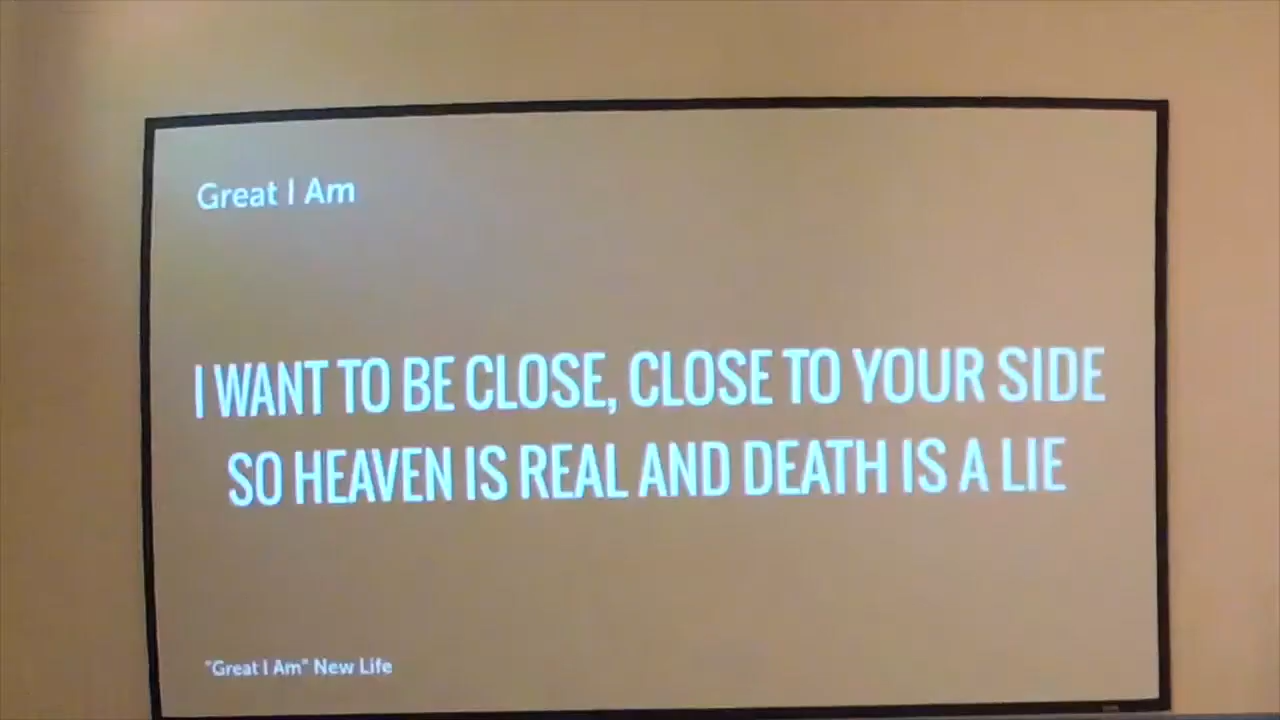 Great I Am
I WANT TO BE CLOSE, CLOSE TO YOUR SIDE
SO HEAVEN IS REAL AND DEATH IS A LIE
"Great I Am" New Life